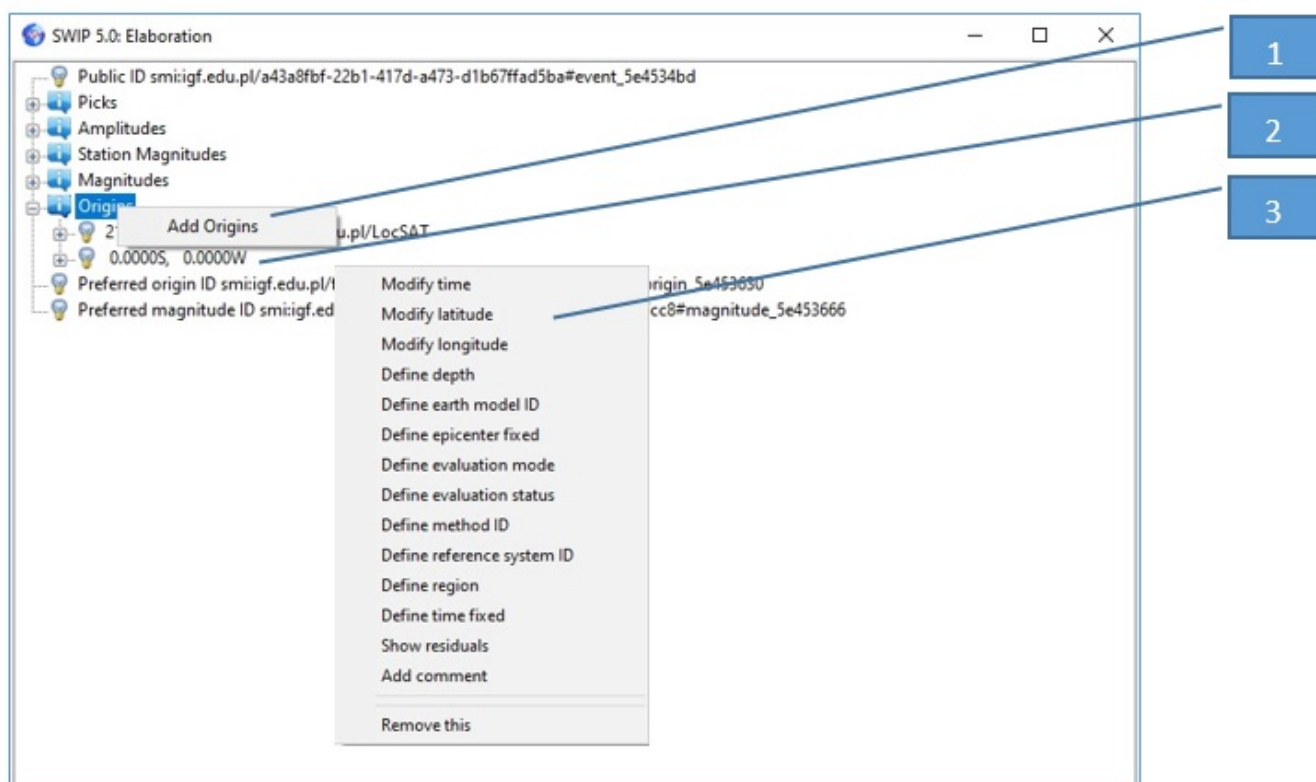 SWIP 5.0: Elaboration
1
Public ID smi:igf.edu.pl/a43a8fbf-22b1-417d-a473-d1b67ffad5ba#event_5e4534bd
Picks
2
Amplitudes
Station Magnitudes
Magnitudes
3
Origins
Add Origins
u.pl/LocSAT
0.0000S, 0.0000W
Preferred origin ID smi:igf.edu.pl/ rigin_5e453630
Preferred magnitude ID smi:igf.ed cc8#magnitude_5e453666
Modify time
Modify latitude
Modify longitude
Define depth
Define earth model ID
Define epicenter fixed
Define evaluation mode
Define evaluation status
Define method ID
Define reference system ID
Define region
Define time fixed
Show residuals
Add comment
Remove this